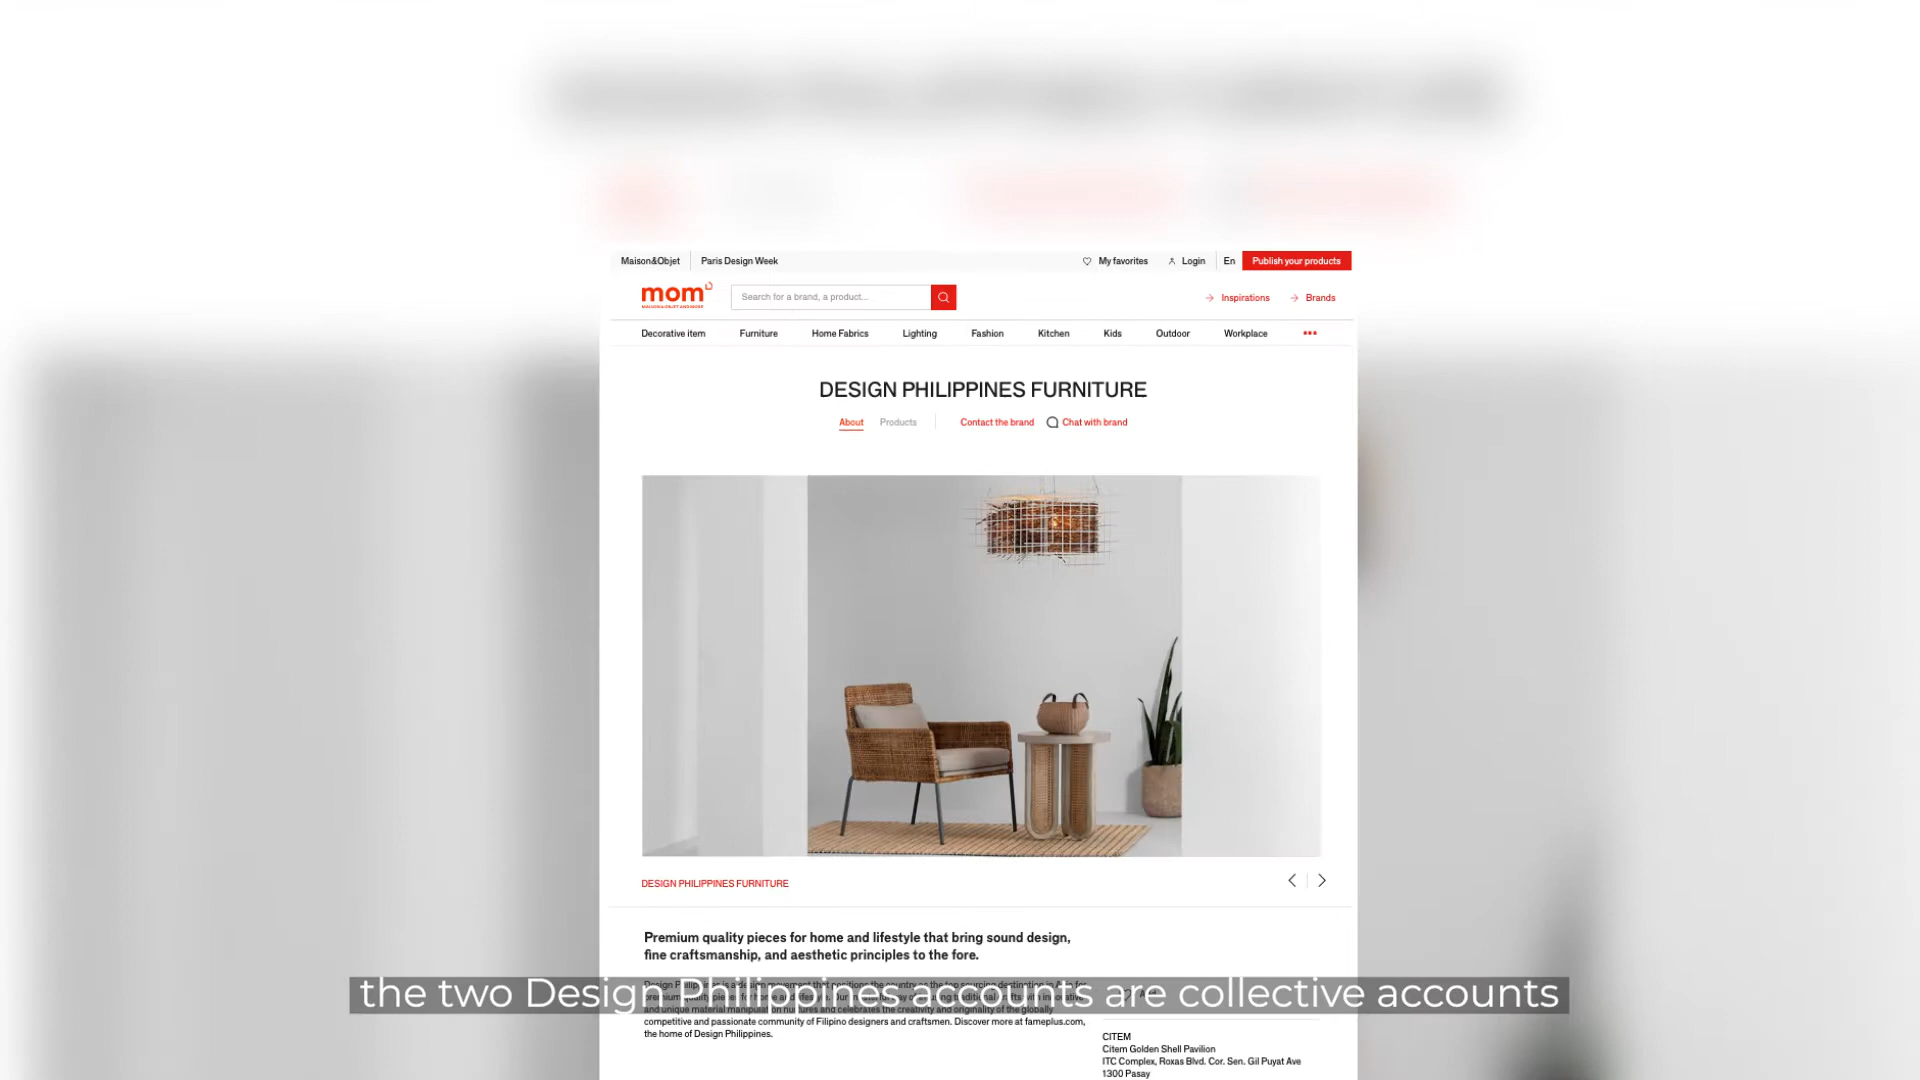 Maison&Objet
Paris Design Week
My favorites
Login
En
Publish your products
mom
Search for a brand, a product...
Inspirations
Brands
Decorative item
Furniture
Home Fabrics
Lighting
Fashion
Kitchen
Kids
Outdoor
Workplace
DESIGN PHILIPPINES FURNITURE
About
Products
Contact the brand
Chat with brand
DESIGN PHILIPPINES FURNITURE
Premium quality pieces for home and lifestyle that bring sound design,
fine craftsmanship, and aesthetic principles to the fore.
the two Design Philippines accounts are collective accounts
competitive and passionate community of Filipino designers and craftsmen. Discover more at fameplus.com,
the home of Design Philippines.
CITEM
Citem Golden Shell Pavilion
ITC Complex, Roxas Blvd. Cor. Sen. Gil Puyat Ave
1300 Pasay